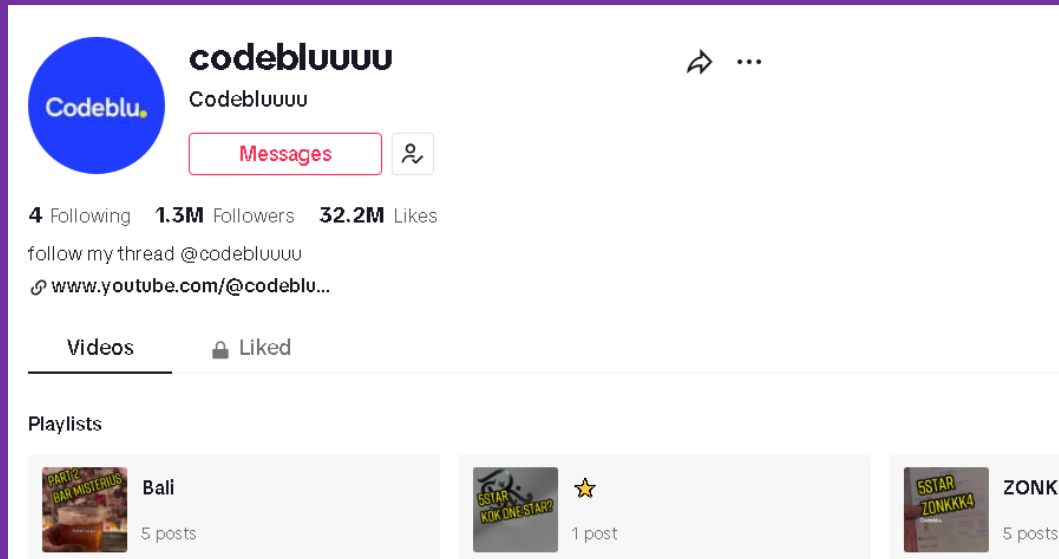 Codeblu.
codebluuuu
Codebluuuu
Messages
4 Following 1.3M Followers 32.2M Likes
follow my thread @codebluuuu
www.youtube.com/@codeblu...
Videos Liked
Playlists
PART 2
BAR MISTERIUS
Bali
5 posts
5STAR
KOK ONE STAR?
1 post
5STAR
ZONKKK4
Codeblu.
ZONK
5 posts